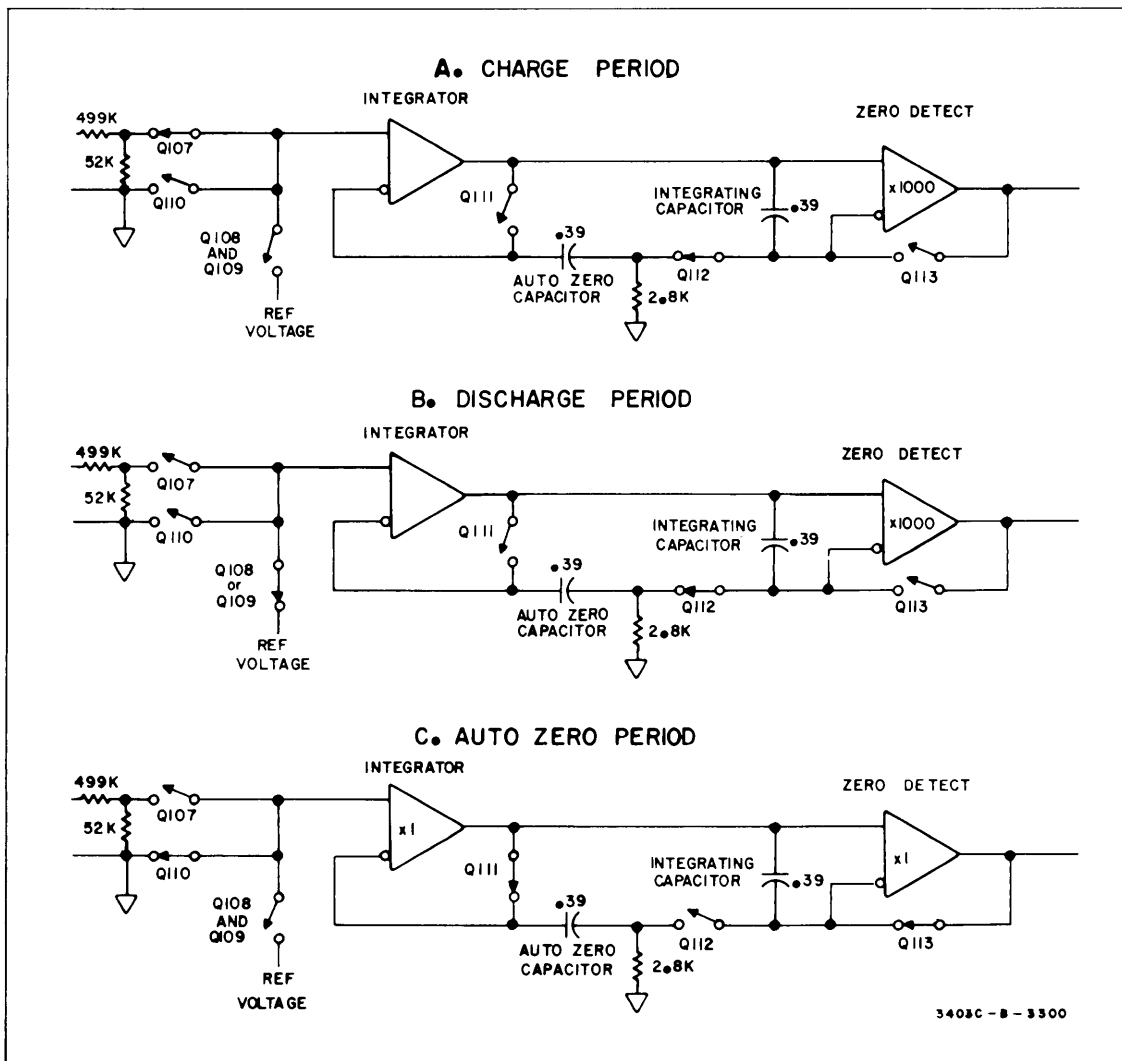 A. CHARGE PERIOD
INTEGRATOR
ZERO DETECT
499K
Q107
52K
Q110
Q108
AND
Q109
REF
VOLTAGE
Q111
.39
AUTO ZERO
CAPACITOR
2.8K
Q112
INTEGRATING
CAPACITOR
.39
x1000
Q113
B. DISCHARGE PERIOD
INTEGRATOR
ZERO DETECT
499K
Q107
52K
Q110
Q108
or
Q109
REF
VOLTAGE
Q111
.39
AUTO ZERO
CAPACITOR
2.8K
Q112
INTEGRATING
CAPACITOR
.39
x1000
Q113
C. AUTO ZERO PERIOD
INTEGRATOR
ZERO DETECT
499K
Q107
52K
Q110
Q108
AND
Q109
REF
VOLTAGE
x1
Q111
.39
AUTO ZERO
CAPACITOR
2.8K
Q112
INTEGRATING
CAPACITOR
.39
x1
Q113
3403C-B-3300